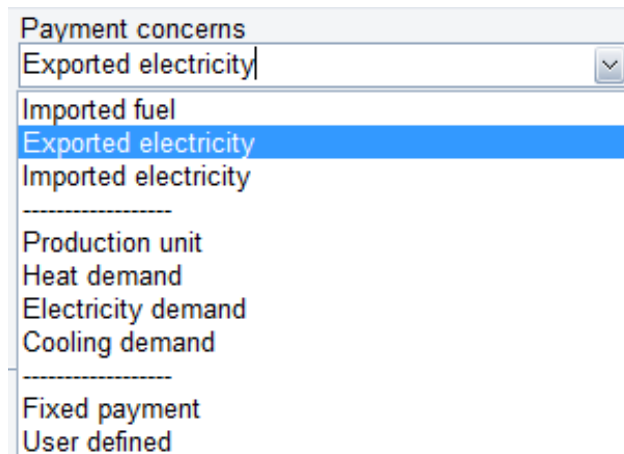 Payment concerns
Exported electricity
Imported fuel
Exported electricity
Imported electricity
------------------
Production unit
Heat demand
Electricity demand
Cooling demand
------------------
Fixed payment
User defined